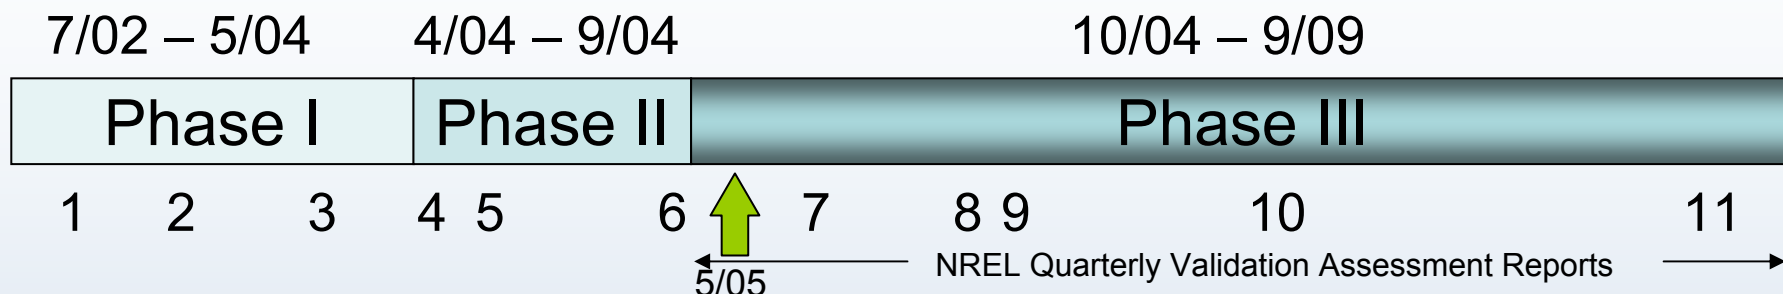 7/02 – 5/04 4/04 – 9/04 10/04 – 9/09
Phase I Phase II Phase III
1 2 3 4 5 6 7 8 9 10 11
NREL Quarterly Validation Assessment Reports
5/05